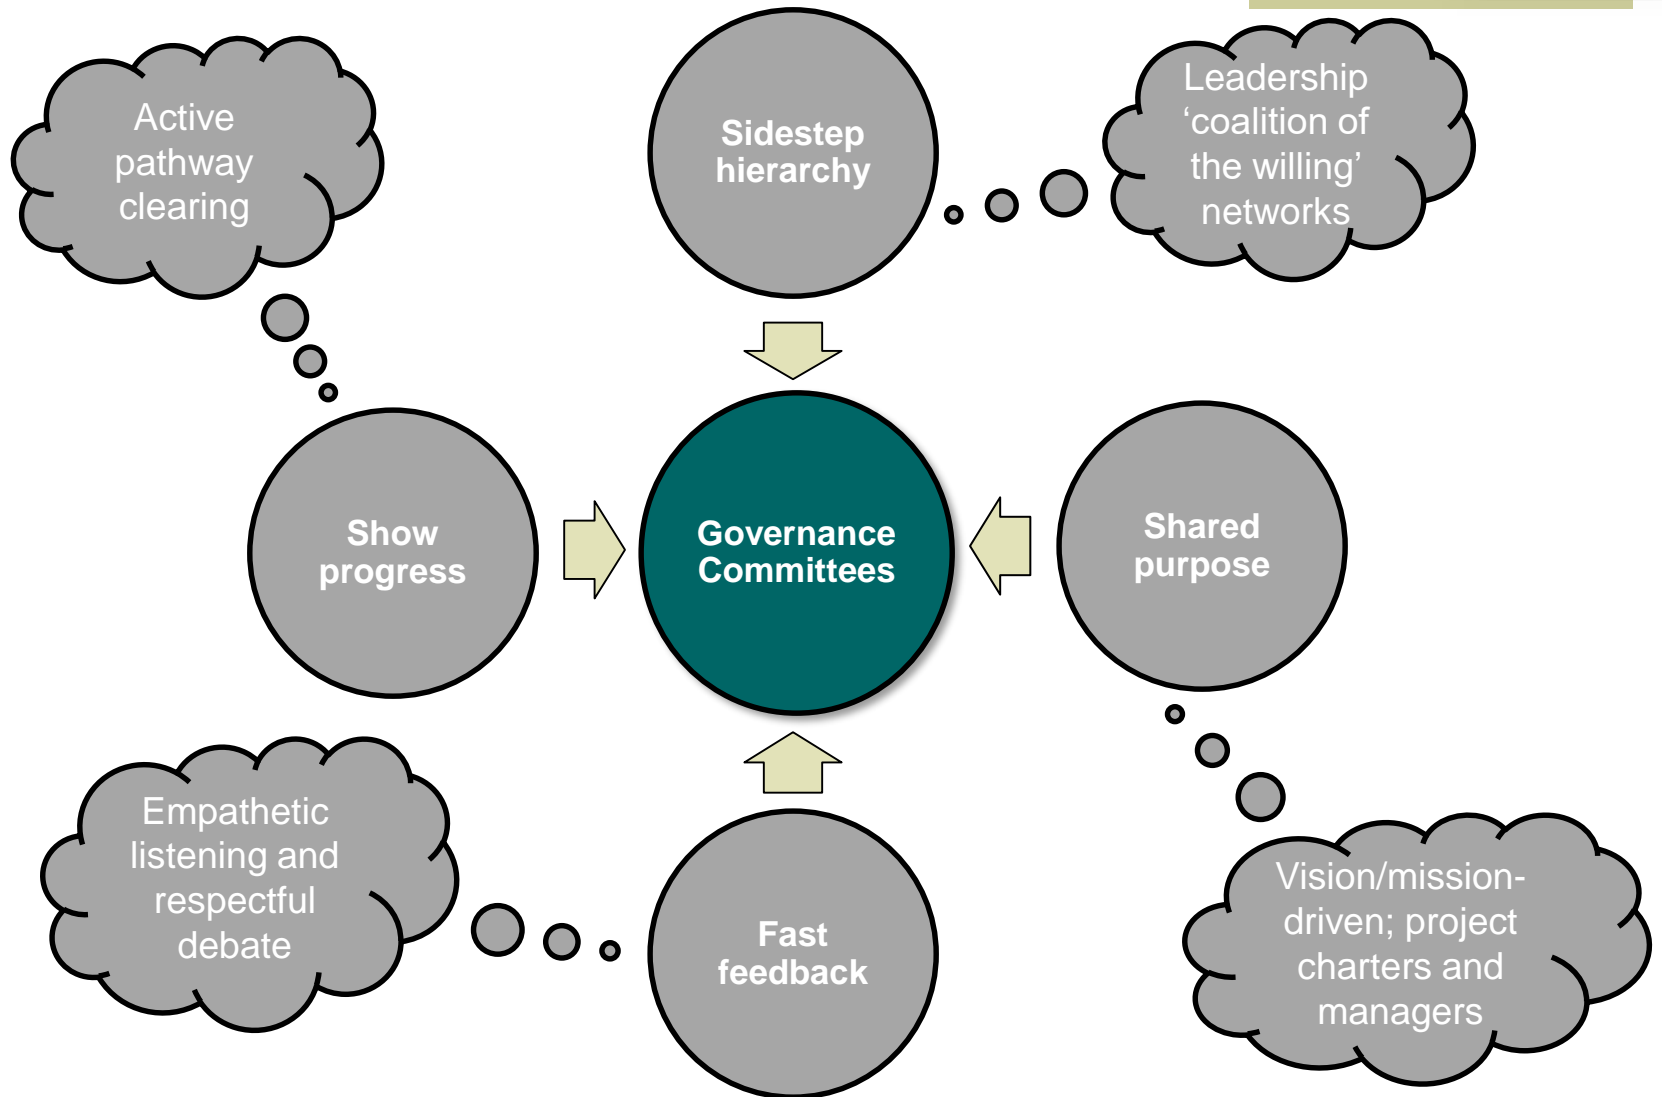 Active
pathway
clearing
Sidestep
hierarchy
Leadership
‘coalition of
the willing’
networks
Show
progress
Governance
Committees
Shared
purpose
Empathetic
listening and
respectful
debate
Fast
feedback
Vision/mission-
driven; project
charters and
managers